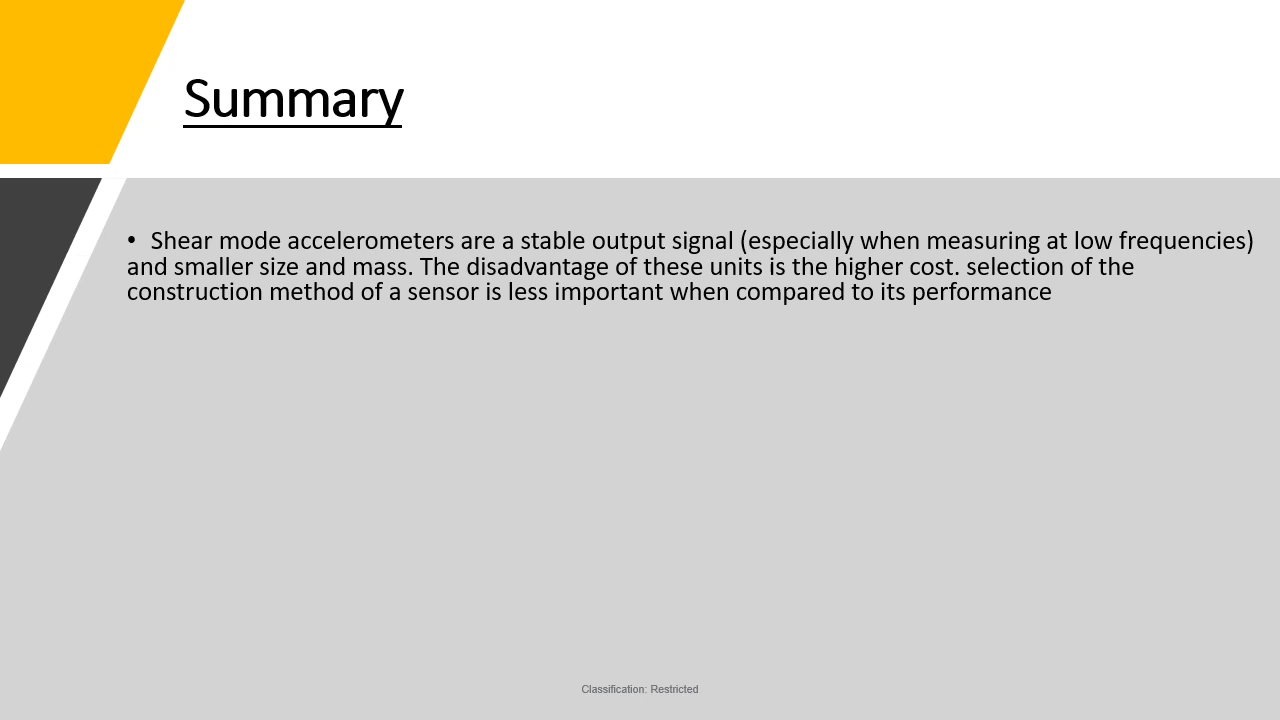 Summary
• Shear mode accelerometers are a stable output signal (especially when measuring at low frequencies)
and smaller size and mass. The disadvantage of these units is the higher cost. selection of the
construction method of a sensor is less important when compared to its performance
Classification: Restricted